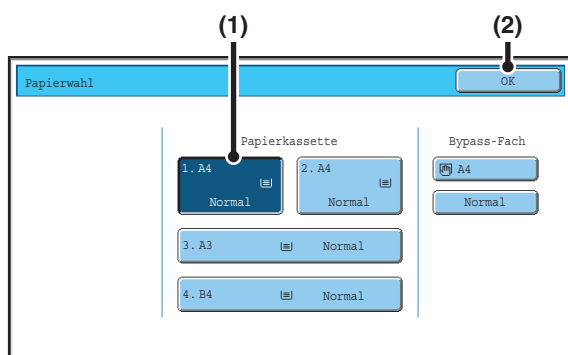 (1) (2)
Papierwahl OK
Papierkassette Bypass-Fach
1. A4 2. A4 A4
Normal Normal Normal
3. A3 Normal
4. B4 Normal